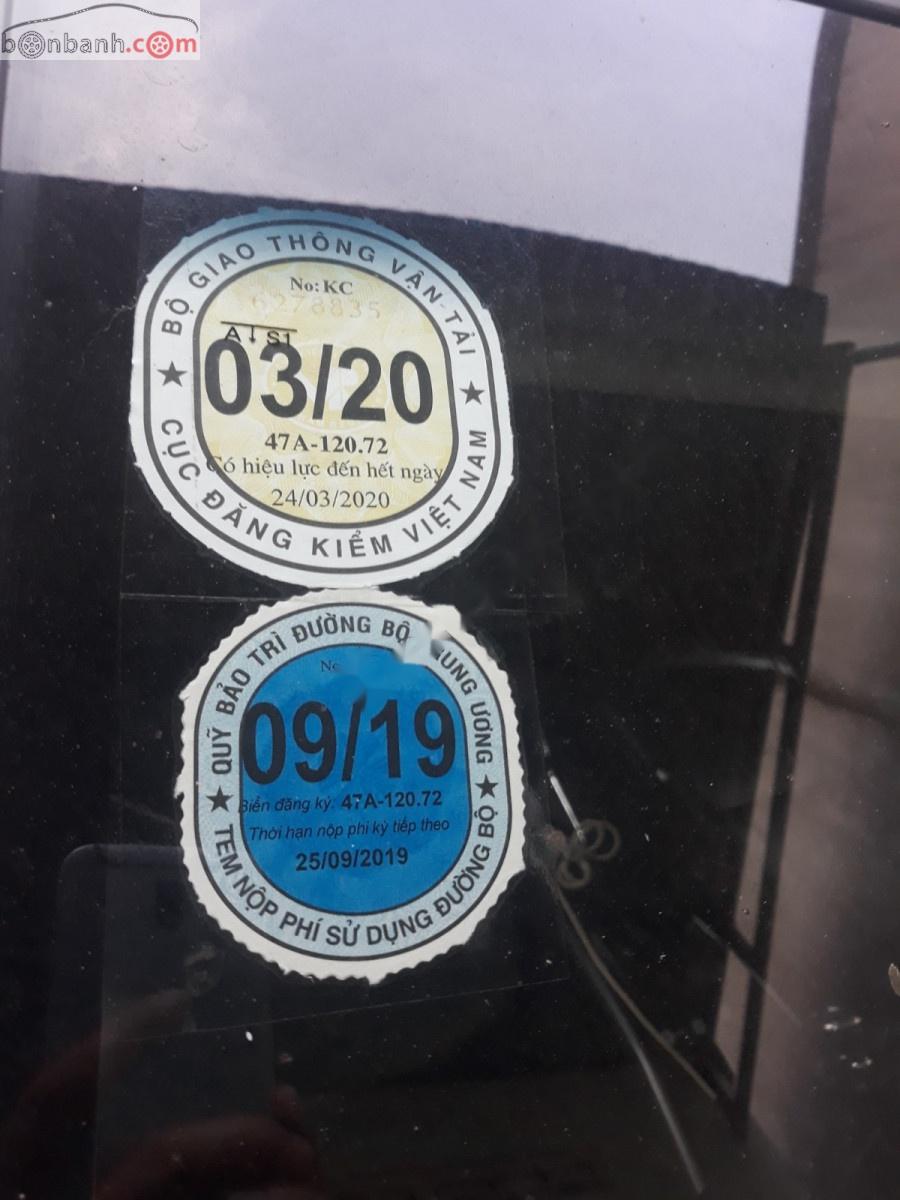 bonbanh.com
BỘ GIAO THÔNG VẬN-TẢI
No: KC
6278835
A S1
03/20
47A-120.72
Có hiệu lực đến hết ngày
24/03/2020
CỤC ĐĂNG KIỂM VIỆT NAM
QUỸ BẢO TRÌ ĐƯỜNG BỘ ƯƠNG
09/19
Biển đăng ký: 47A-120.72
Thời hạn nộp phí kỳ tiếp theo
25/09/2019
TEM NỘP PHÍ SỬ DỤNG ĐƯỜNG BỘ